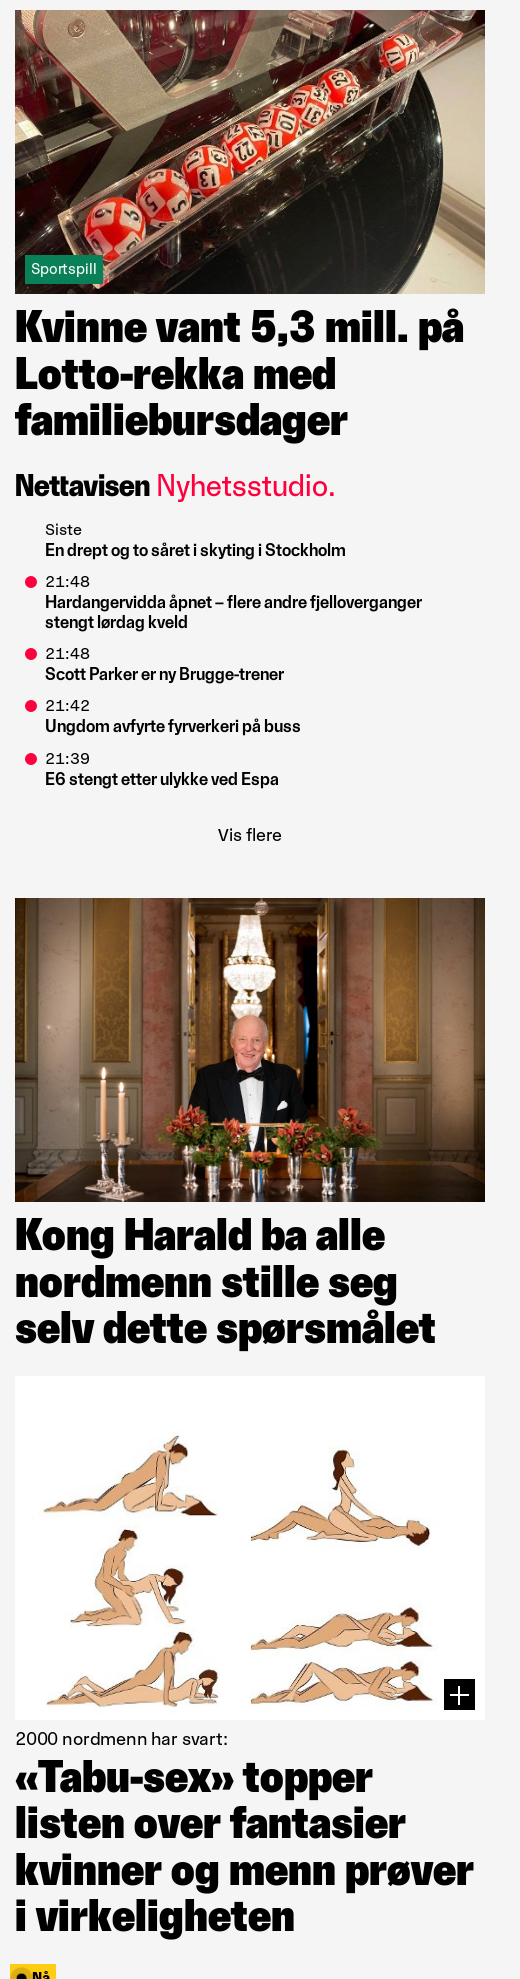 Sportspill
Kvinne vant 5,3 mill. på
Lotto-rekka med
familiebursdager
Nettavisen Nyhetsstudio.
Siste
En drept og to såret i skyting i Stockholm
21:48
Hardangervidda åpnet – flere andre fjelloverganger
stengt lørdag kveld
21:48
Scott Parker er ny Brugge-trener
21:42
Ungdom avfyrte fyrverkeri på buss
21:39
E6 stengt etter ulykke ved Espa
Vis flere
Kong Harald ba alle
nordmenn stille seg
selv dette spørsmålet
2000 nordmenn har svart:
«Tabu-sex» topper
listen over fantasier
kvinner og menn prøver
i virkeligheten
Nå